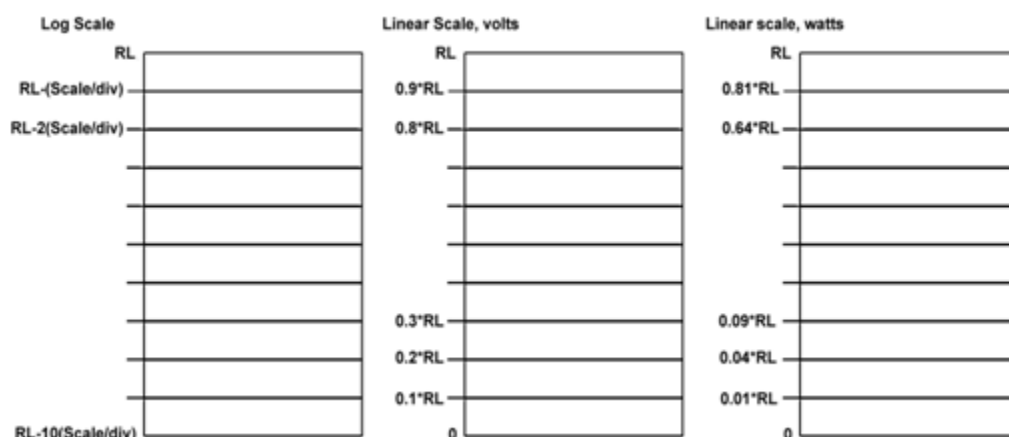 Log Scale
RL
RL-(Scale/div)
RL-2(Scale/div)
RL-10(Scale/div)
Linear Scale, volts
RL
0.9*RL
0.8*RL
0.3*RL
0.2*RL
0.1*RL
0
Linear scale, watts
RL
0.81*RL
0.64*RL
0.09*RL
0.04*RL
0.01*RL
0